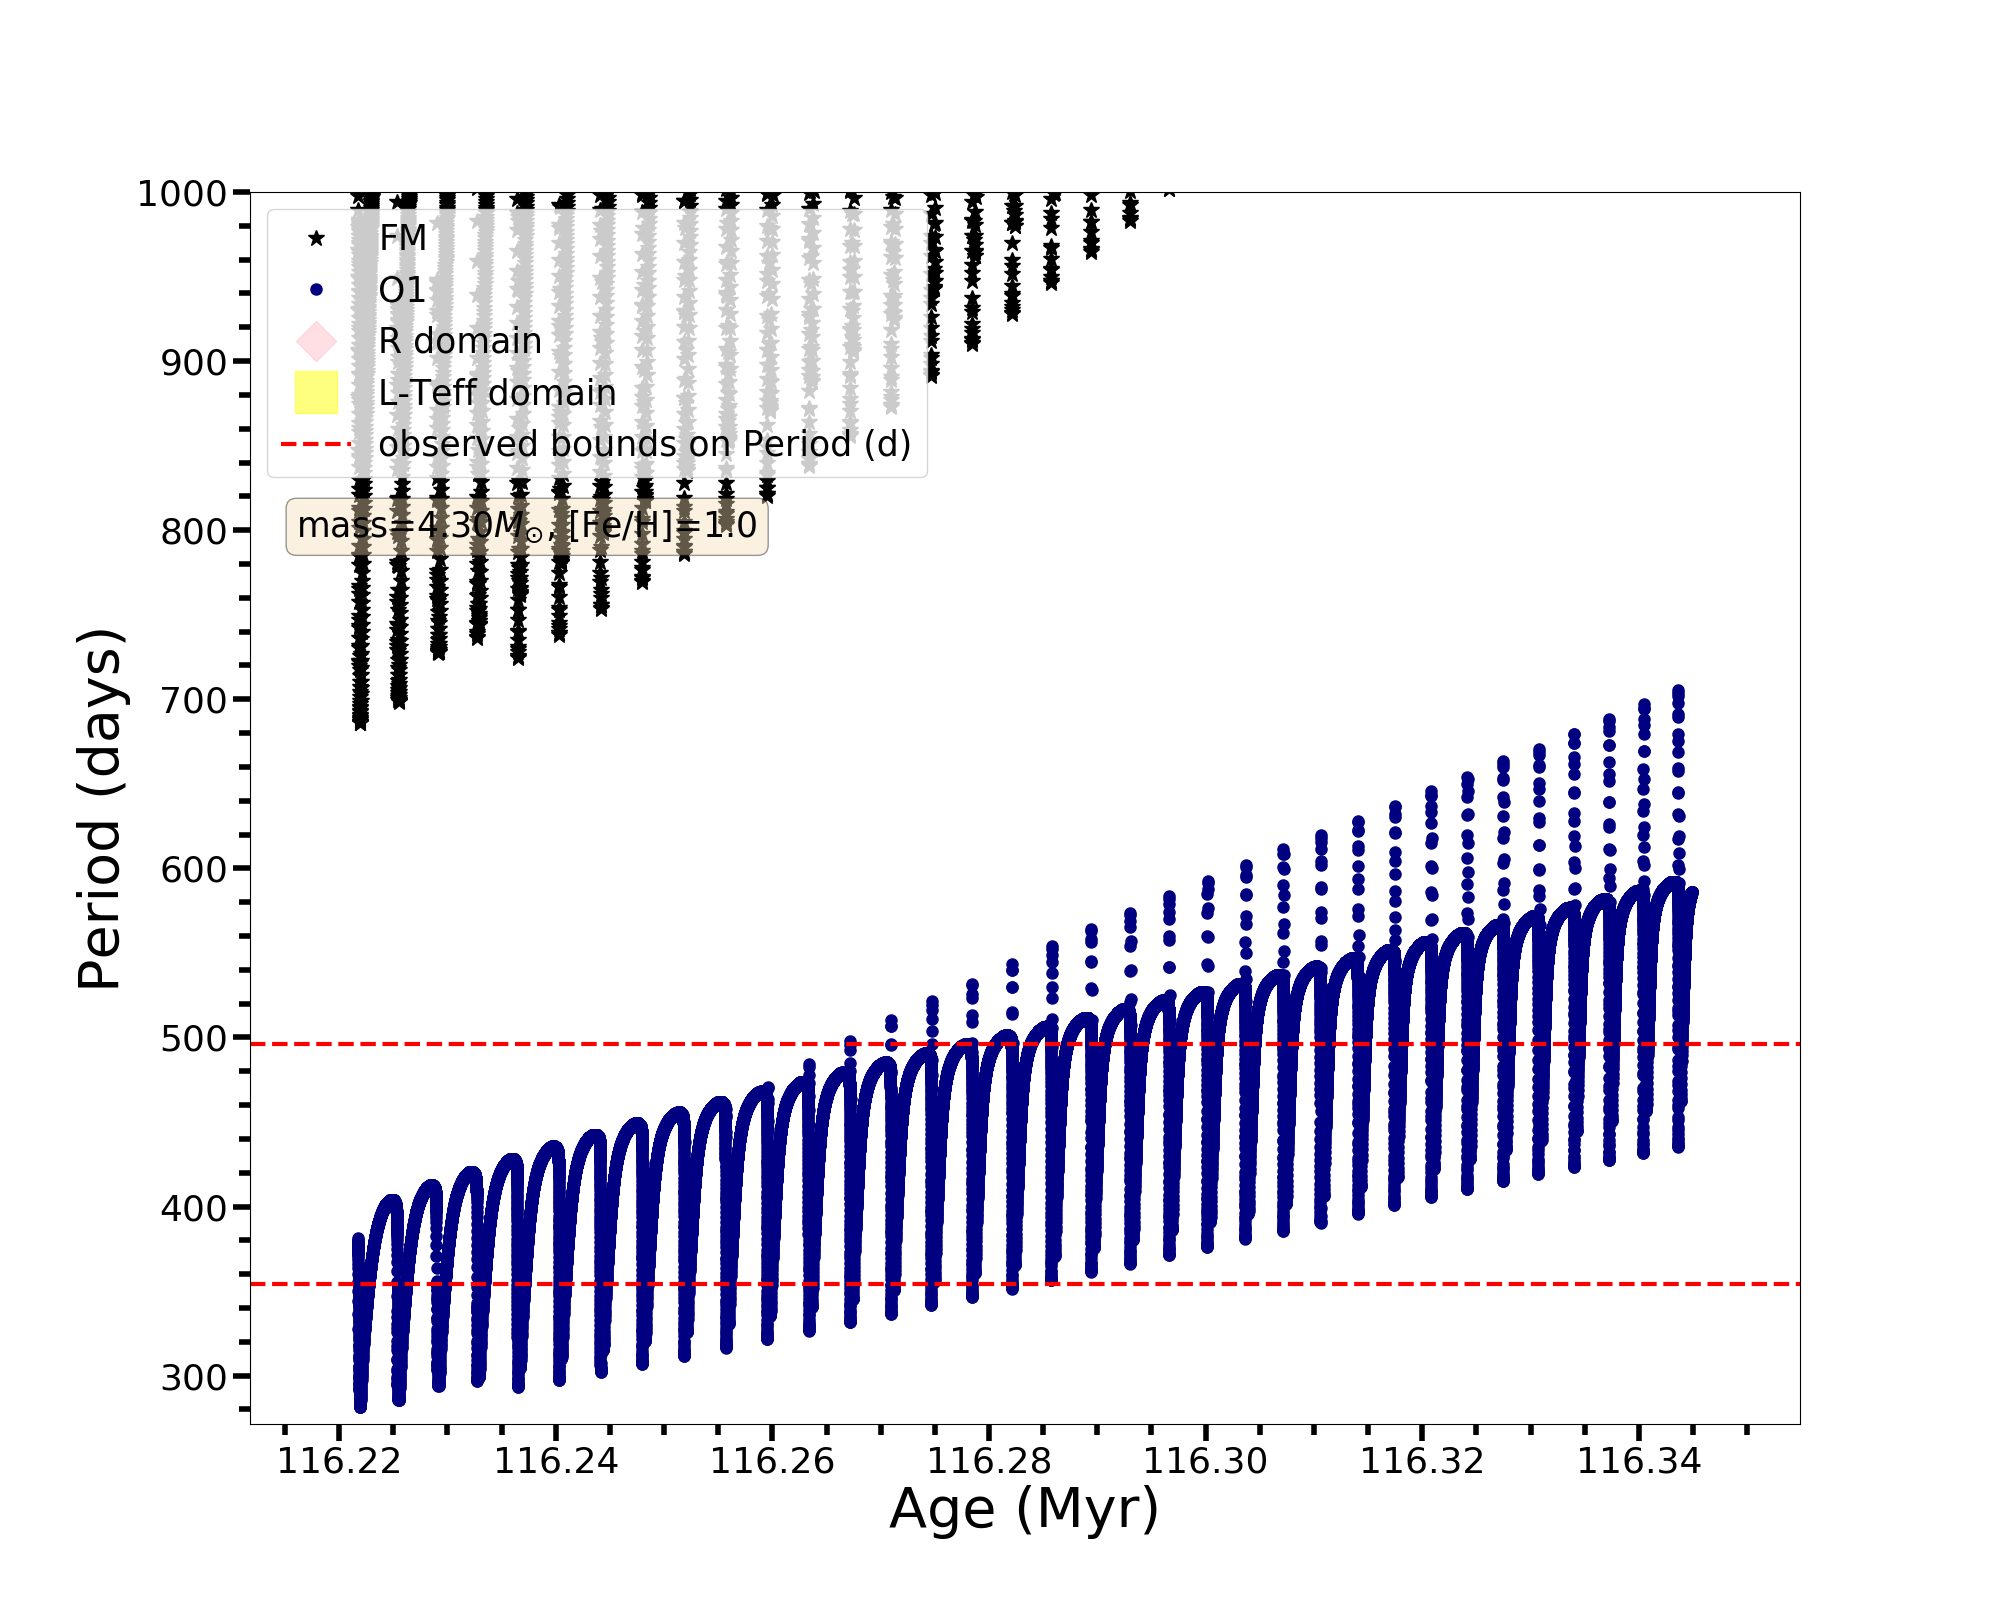 1000
900
800
700
600
500
400
300
Period (days)
FM
O1
R domain
L-Teff domain
observed bounds on Period (d)
mass=4.30M⊙, [Fe/H]=1.0
116.22 116.24 116.26 116.28 116.30 116.32 116.34
Age (Myr)